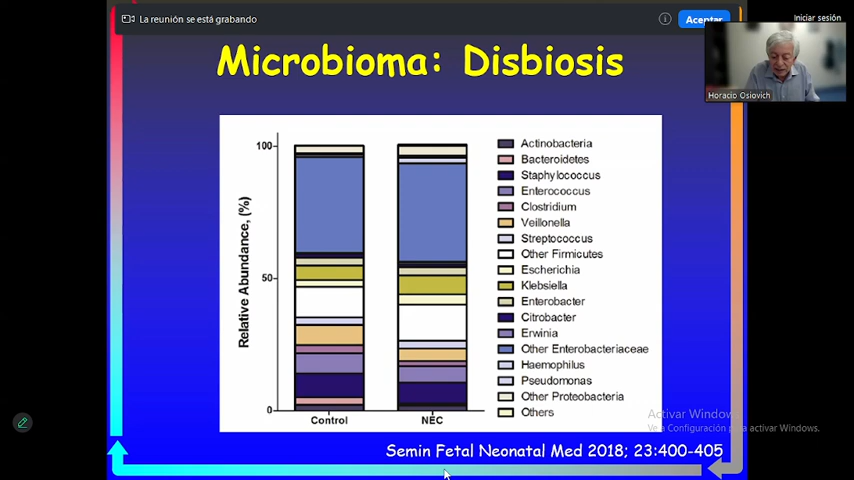 La reunión se está grabando
Aceptar
Iniciar sesión
Horacio Osiovich
Microbioma: Disbiosis
Relative Abundance, (%)
100
50
0
Control
NEC
Actinobacteria
Bacteroidetes
Staphylococcus
Enterococcus
Clostridium
Veillonella
Streptococcus
Other Firmicutes
Escherichia
Klebsiella
Enterobacter
Citrobacter
Erwinia
Other Enterobacteriaceae
Haemophilus
Pseudomonas
Other Proteobacteria
Others
Activar Windows
Ve a Configuración para activar Windows.
Semin Fetal Neonatal Med 2018; 23:400-405